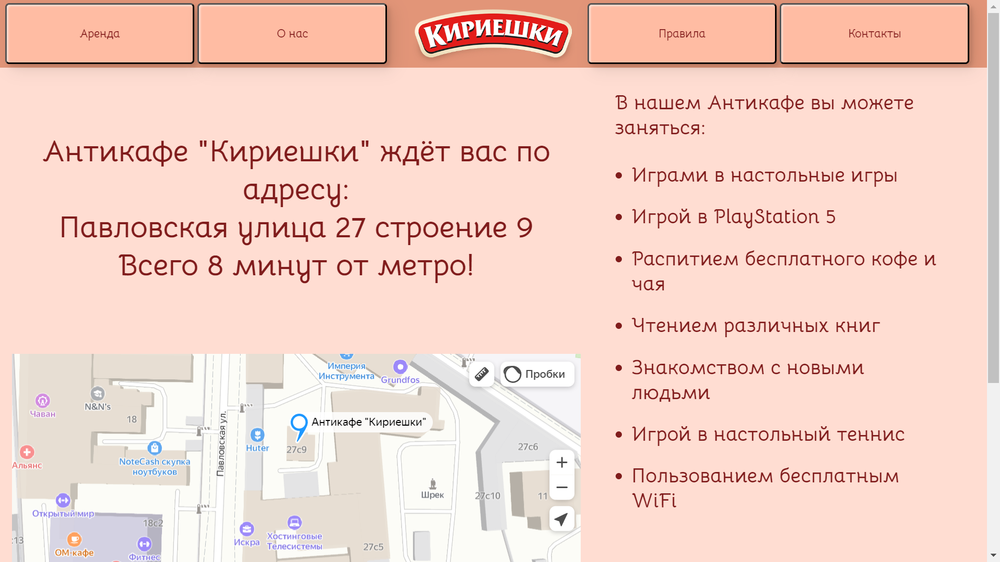 Аренда
О нас
Кириешки
Правила
Контакты
Антикафе "Кириешки" ждёт вас по
адресу:
Павловская улица 27 строение 9
Всего 8 минут от метро!
В нашем Антикафе вы можете
заняться:
• Играми в настольные игры
• Игрой в PlayStation 5
• Распитием бесплатного кофе и
чая
• Чтением различных книг
• Знакомством с новыми
людьми
• Игрой в настольный теннис
• Пользованием бесплатным
WiFi
Империя
Инструмента
Grundfos
Пробки
N&N's
Чаван
18
Павловская ул.
Антикафе "Кириешки"
Huter
27с9
27с6
Альянс
NoteCash скупка
ноутбуков
Шрек
27с10
11
Открытый мир
18с2
Искра
Хостинговые
Телесистемы
27с5
:13
ОМ-кафе
Фитнес